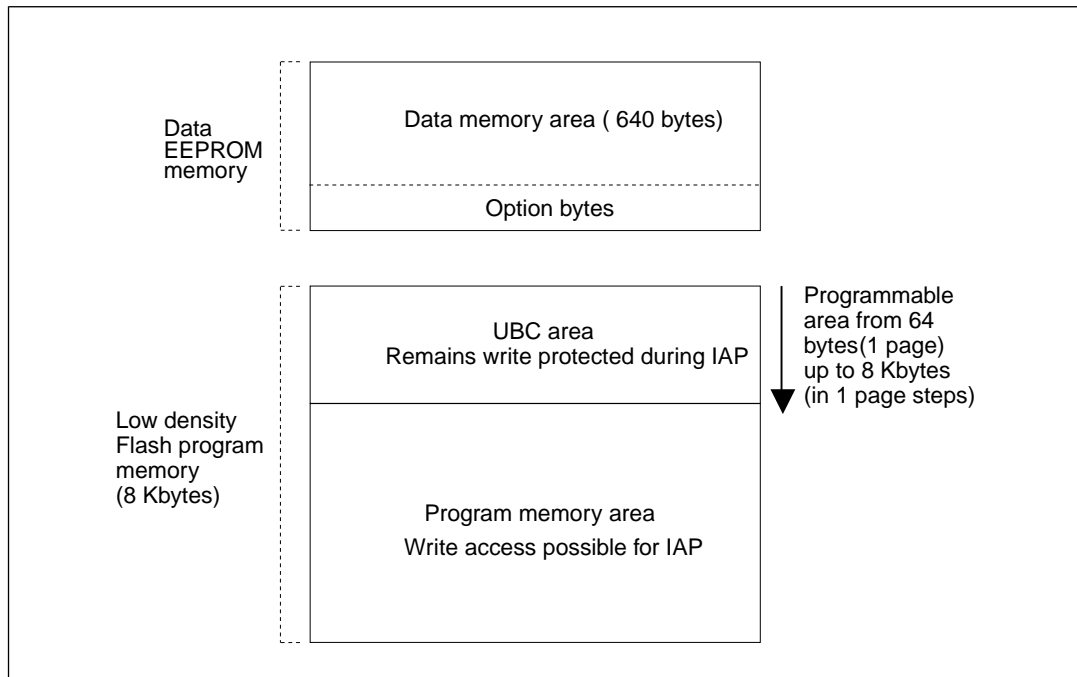 Data
EEPROM
memory
Data memory area ( 640 bytes)
Option bytes
Low density
Flash program
memory
(8 Kbytes)
UBC area
Remains write protected during IAP
Program memory area
Write access possible for IAP
Programmable
area from 64
bytes(1 page)
up to 8 Kbytes
(in 1 page steps)